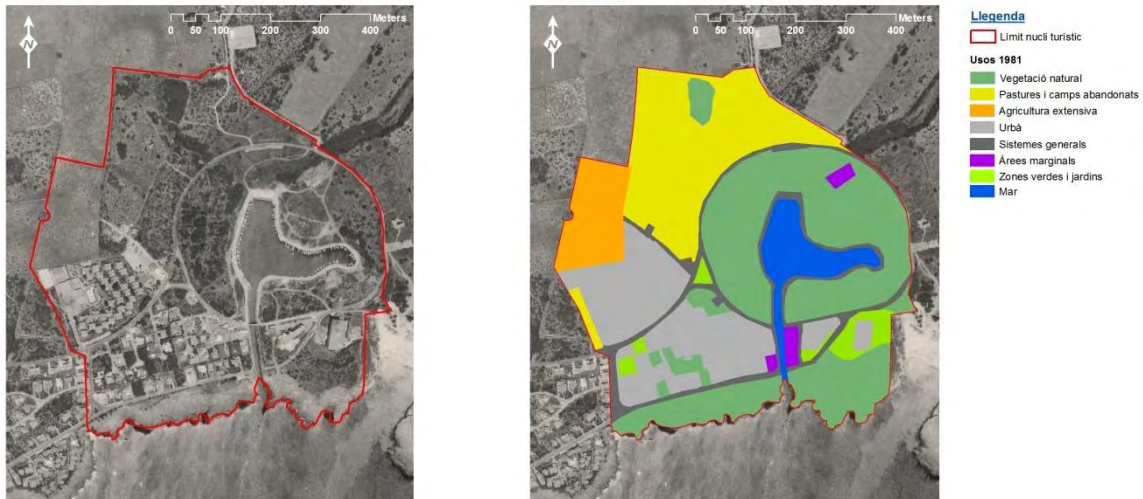 Meters
0 50 100 200 300 400
N
Meters
0 50 100 200 300 400
N
Llegenda
Límit nucli turístic
Usos 1981
Vegetació natural
Pastures i camps abandonats
Agricultura extensiva
Urbà
Sistemes generals
Àrees marginals
Zones verdes i jardins
Mar